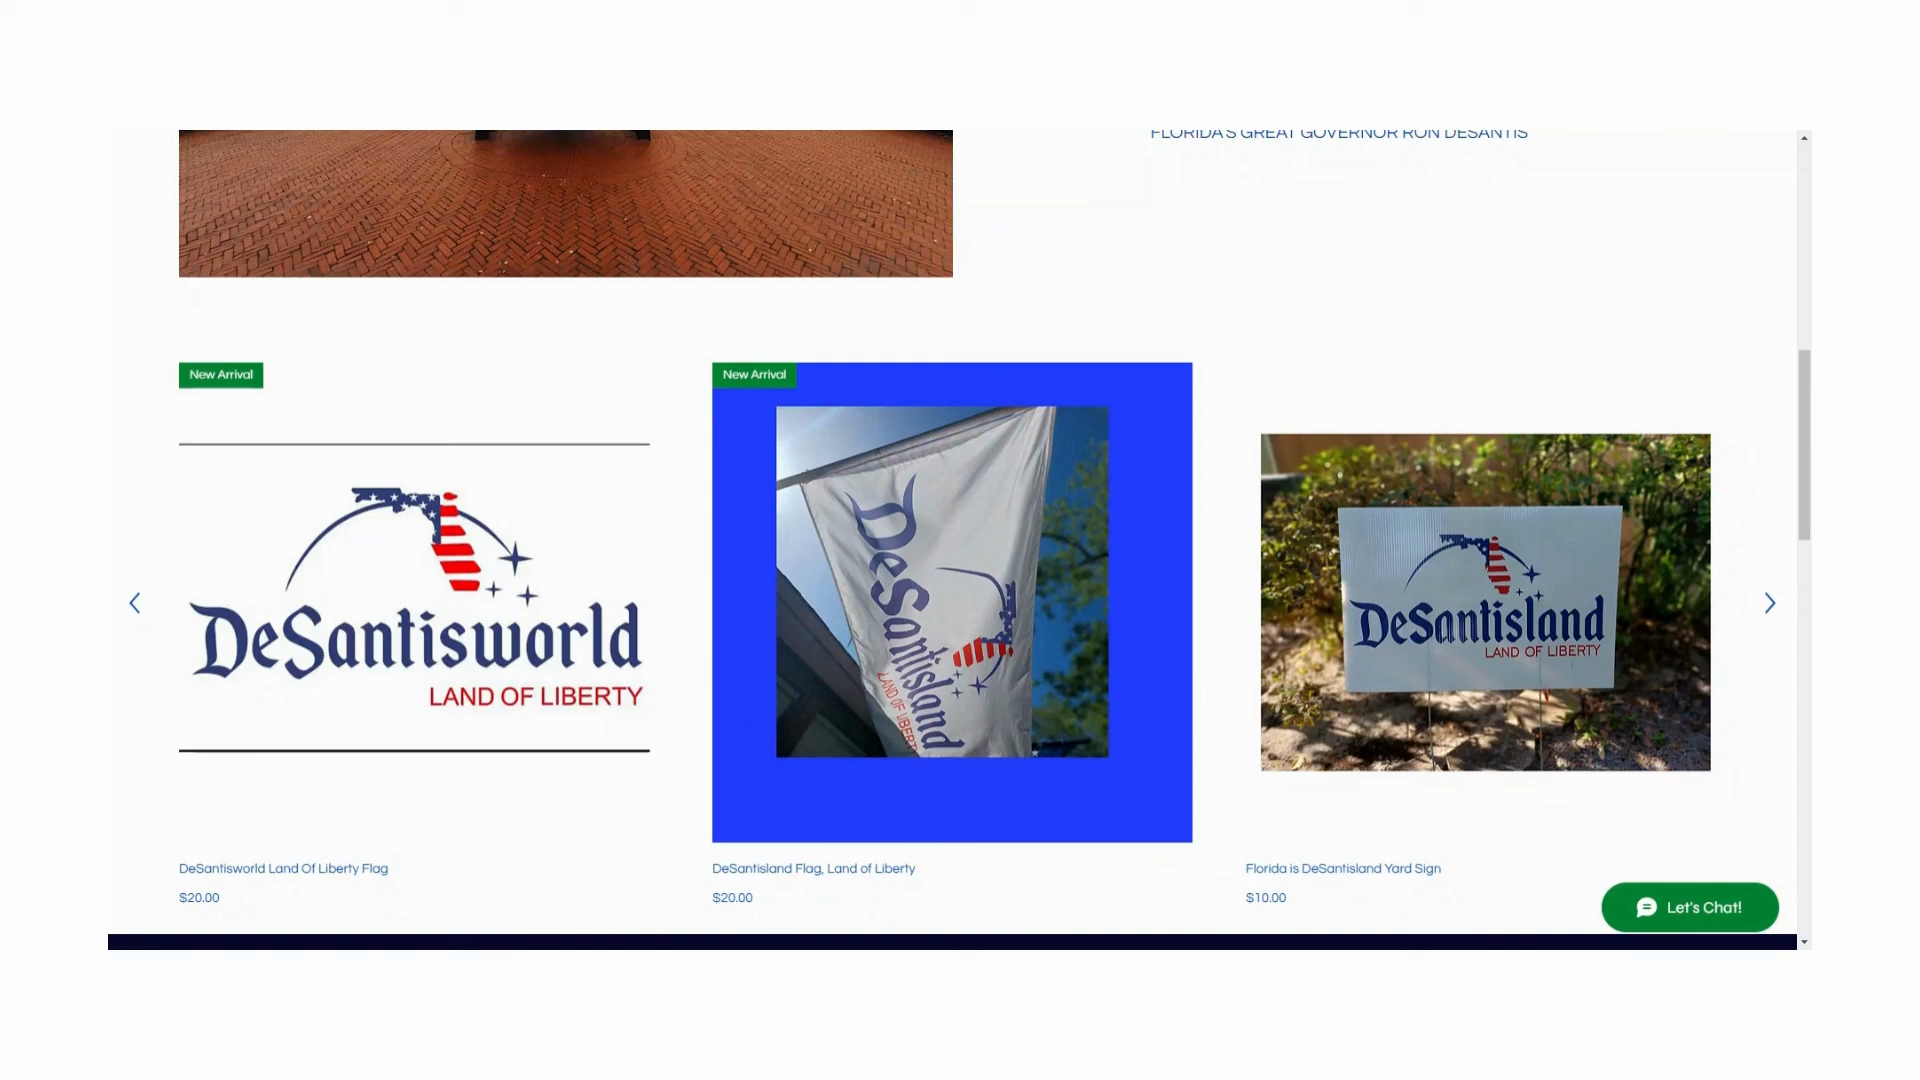 FLORIDA'S GREAT GOVERNOR RON DESANTIS
New Arrival
DeSantisworld
LAND OF LIBERTY
DeSantisworld Land Of Liberty Flag
$20.00
New Arrival
DeSantisland
LAND OF LIBERTY
DeSantisland Flag, Land of Liberty
$20.00
DeSantisland
LAND OF LIBERTY
Florida is DeSantisland Yard Sign
$10.00
Let's Chat!